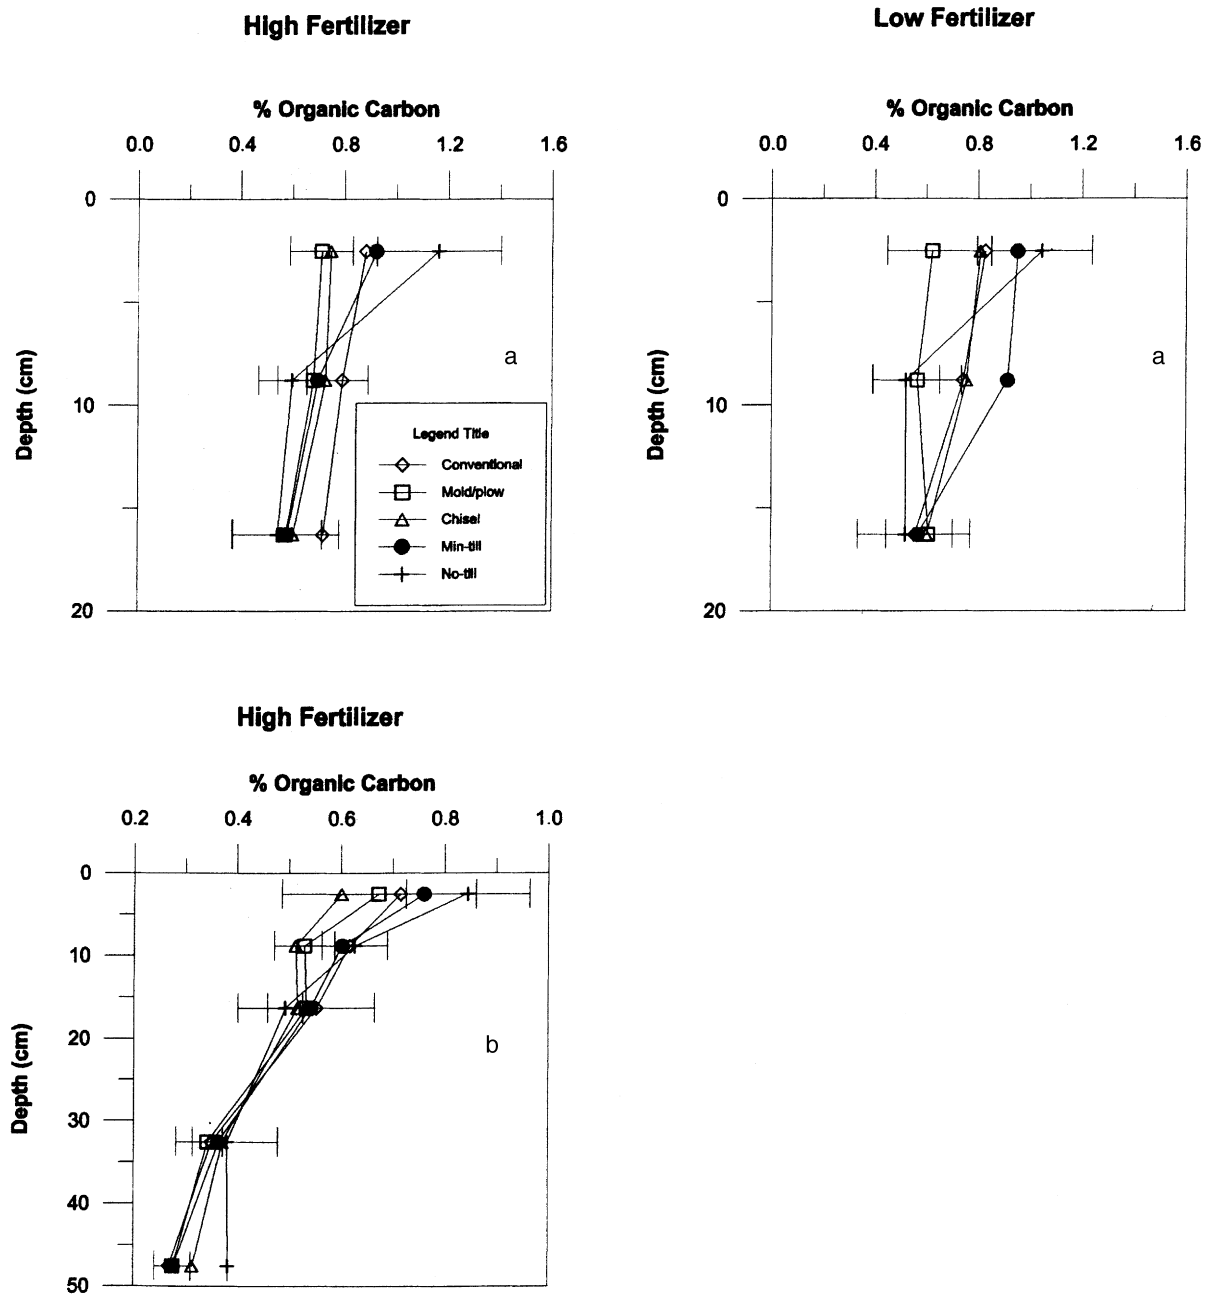 High Fertilizer
% Organic Carbon
0.0 0.4 0.8 1.2 1.6
0
10
20
Depth (cm)
a
Legend Title
Conventional
Mold/plow
Chisel
Min-till
No-till
Low Fertilizer
% Organic Carbon
0.0 0.4 0.8 1.2 1.6
0
10
20
Depth (cm)
a
High Fertilizer
% Organic Carbon
0.2 0.4 0.6 0.8 1.0
0
10
20
30
40
50
Depth (cm)
b